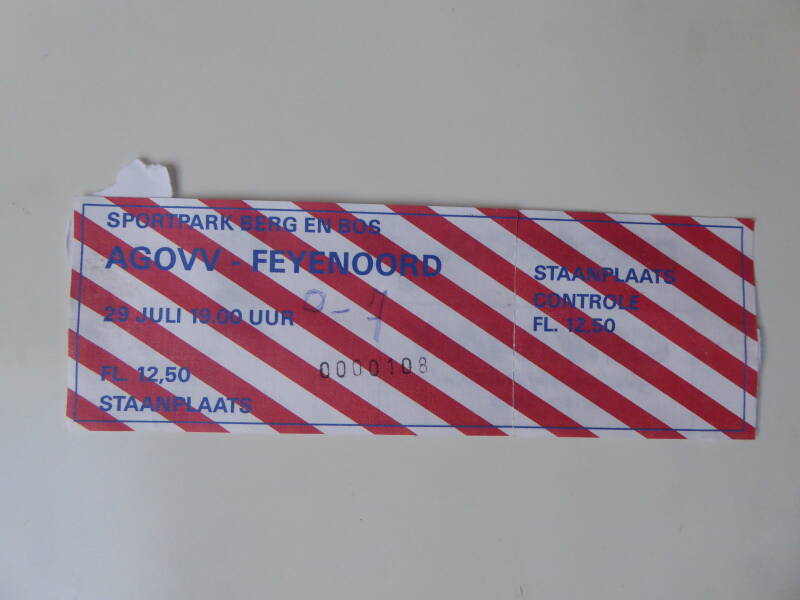 SPORTPARK BERG EN BOS
AGOVV - FEYENOORD
29 JULI 19.00 UUR
0-7
0000108
FL. 12,50
STAANPLAATS
STAANPLAATS
CONTROLE
FL. 12.50